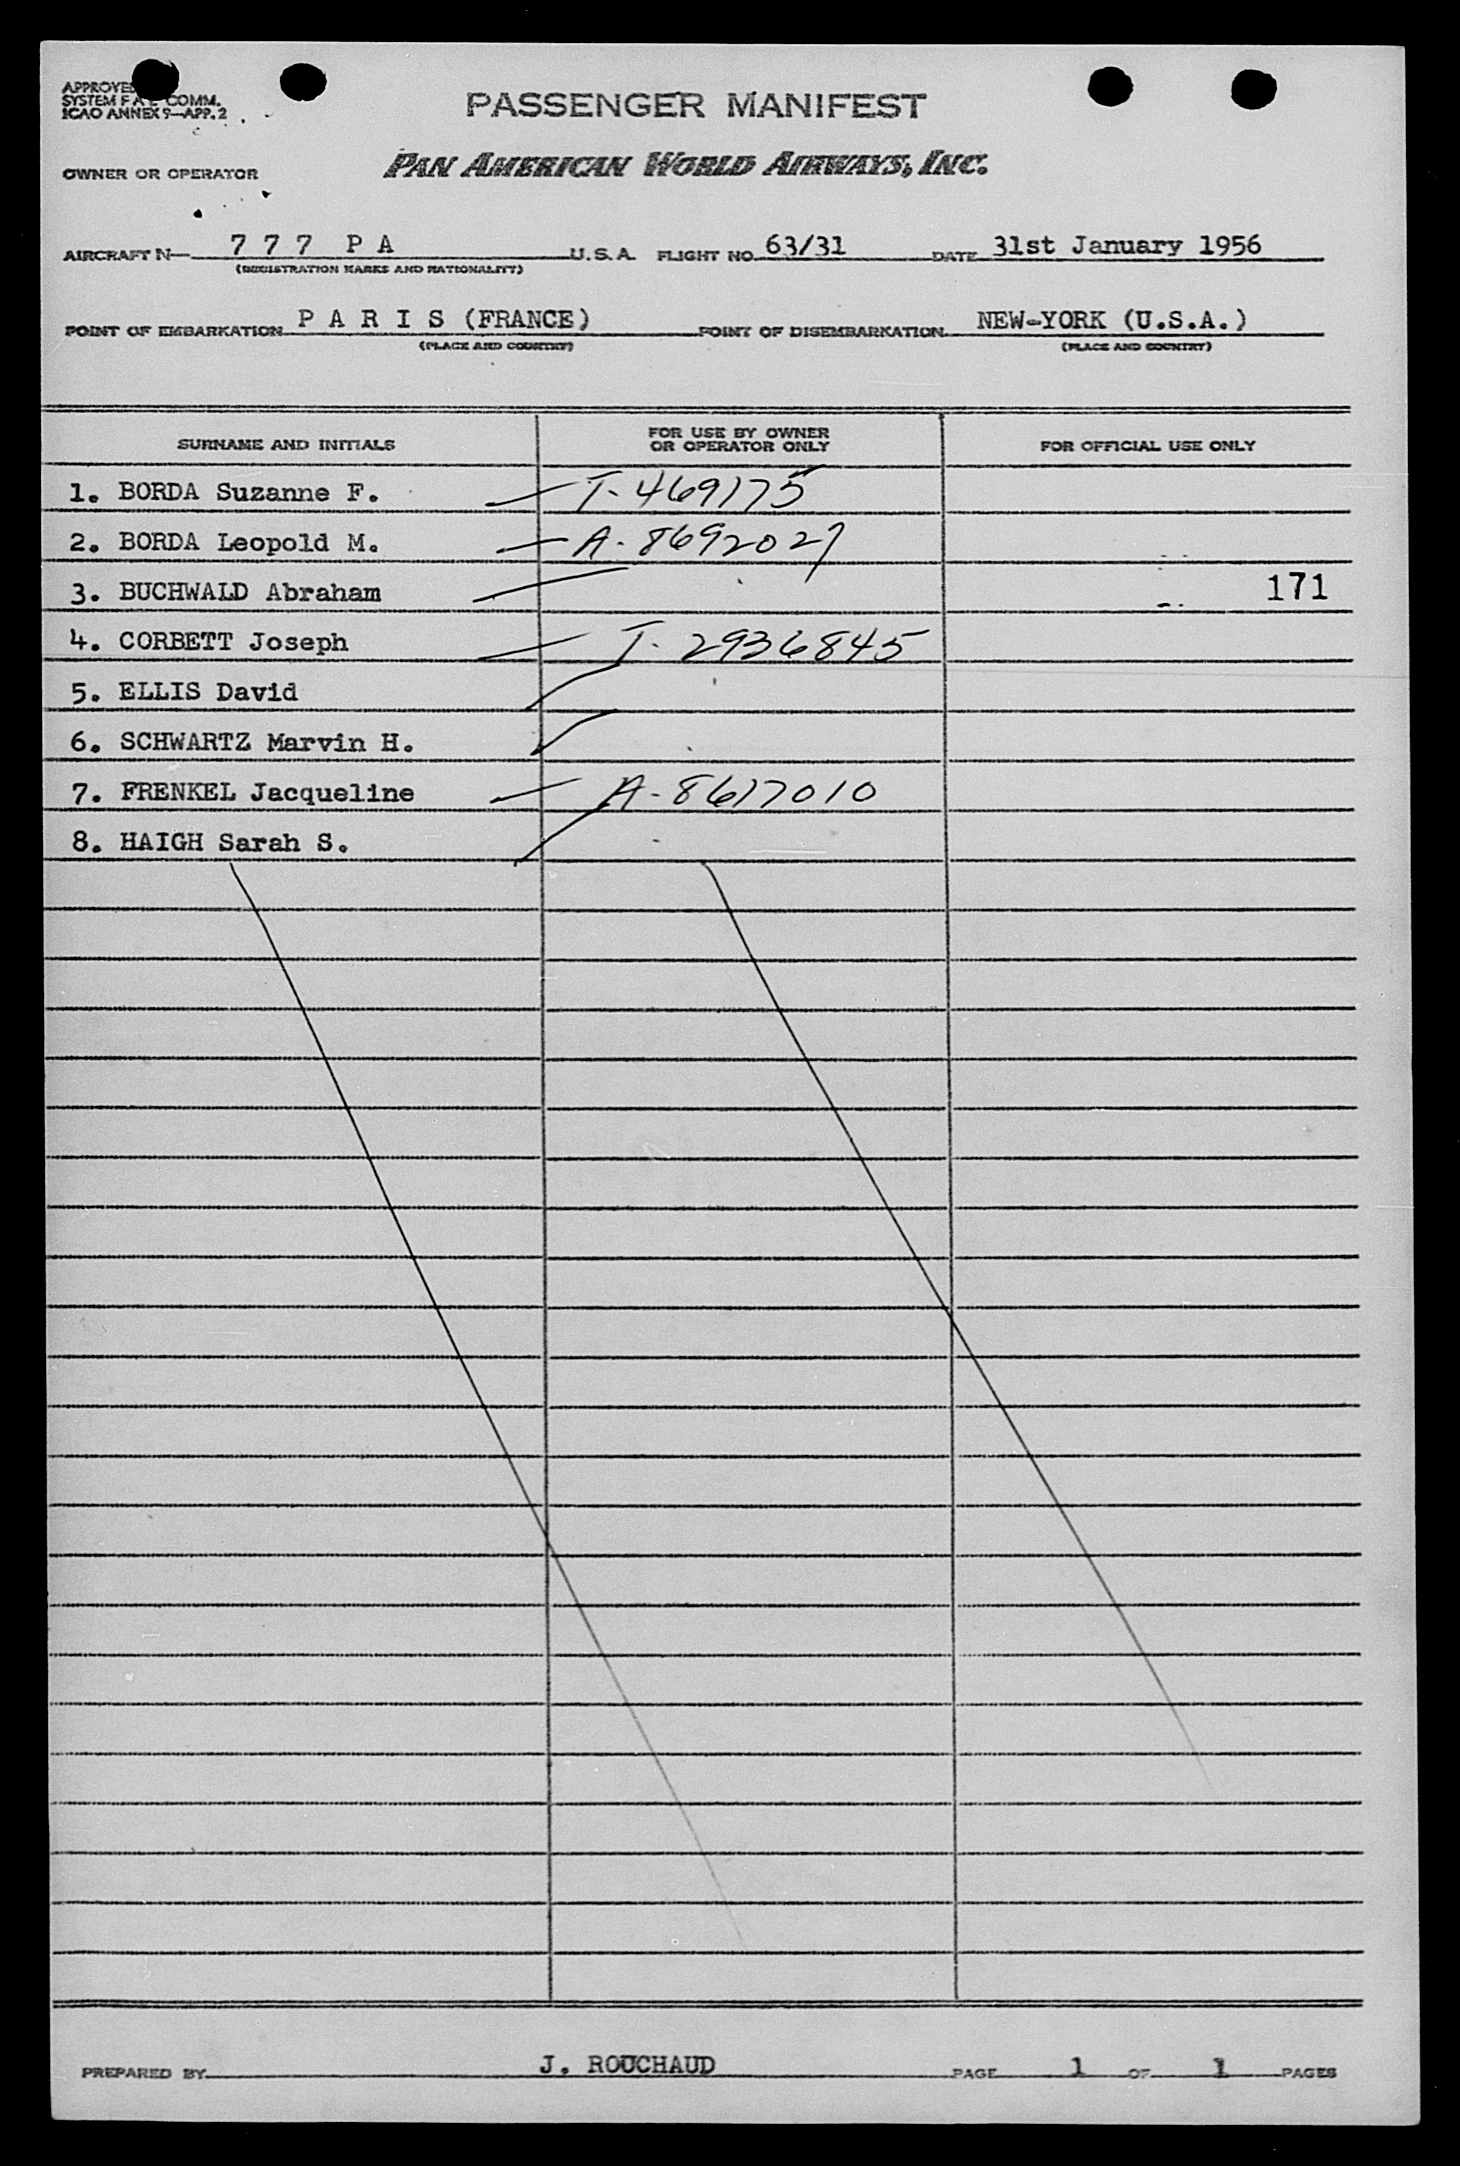 APPROVED
SYSTEM F A L COMM.
ICAO ANNEX 9—APP. 2
PASSENGER MANIFEST
OWNER OR OPERATOR PAN AMERICAN WORLD AIRWAYS, INC.
AIRCRAFT N— 7 7 7 P A U.S.A. FLIGHT NO. 63/31 DATE 31st January 1956
(REGISTRATION MARKS AND NATIONALITY)
POINT OF EMBARKATION P A R I S (FRANCE) POINT OF DISEMBARKATION NEW-YORK (U.S.A.)
(PLACE AND COUNTRY) (PLACE AND COUNTRY)
SURNAME AND INITIALS FOR USE BY OWNER OR OPERATOR ONLY FOR OFFICIAL USE ONLY
1. BORDA Suzanne F. T-469175
2. BORDA Leopold M. A-8692027
3. BUCHWALD Abraham 171
4. CORBETT Joseph T-2936845
5. ELLIS David
6. SCHWARTZ Marvin H.
7. FRENKEL Jacqueline A-8617010
8. HAIGH Sarah S.
PREPARED BY J. ROUCHAUD PAGE 1 OF 1 PAGES